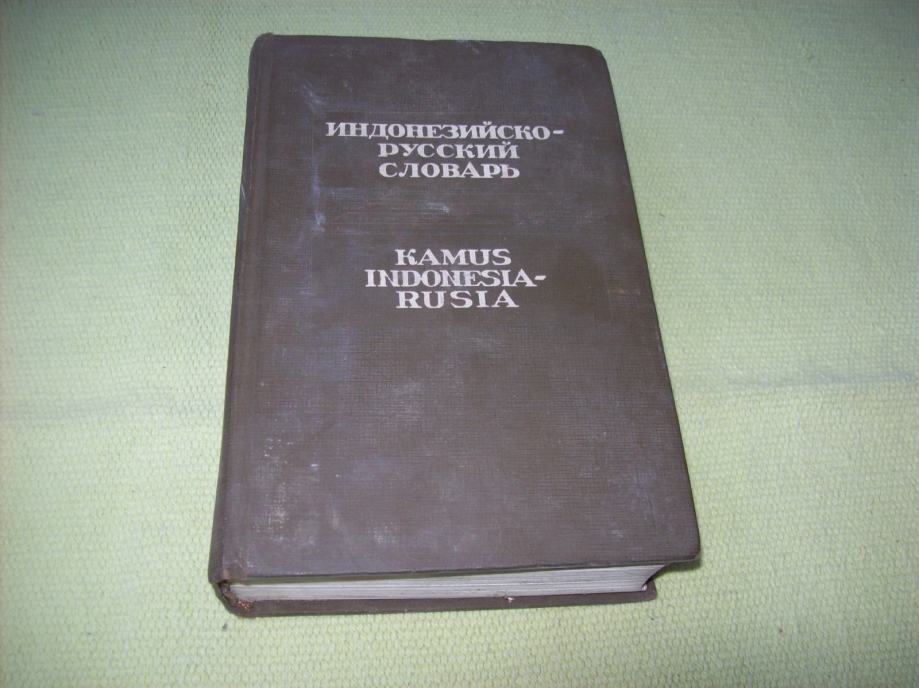 ИНДОНЕЗИЙСКО-
РУССКИЙ
СЛОВАРЬ
KAMUS
INDONESIA-
RUSIA